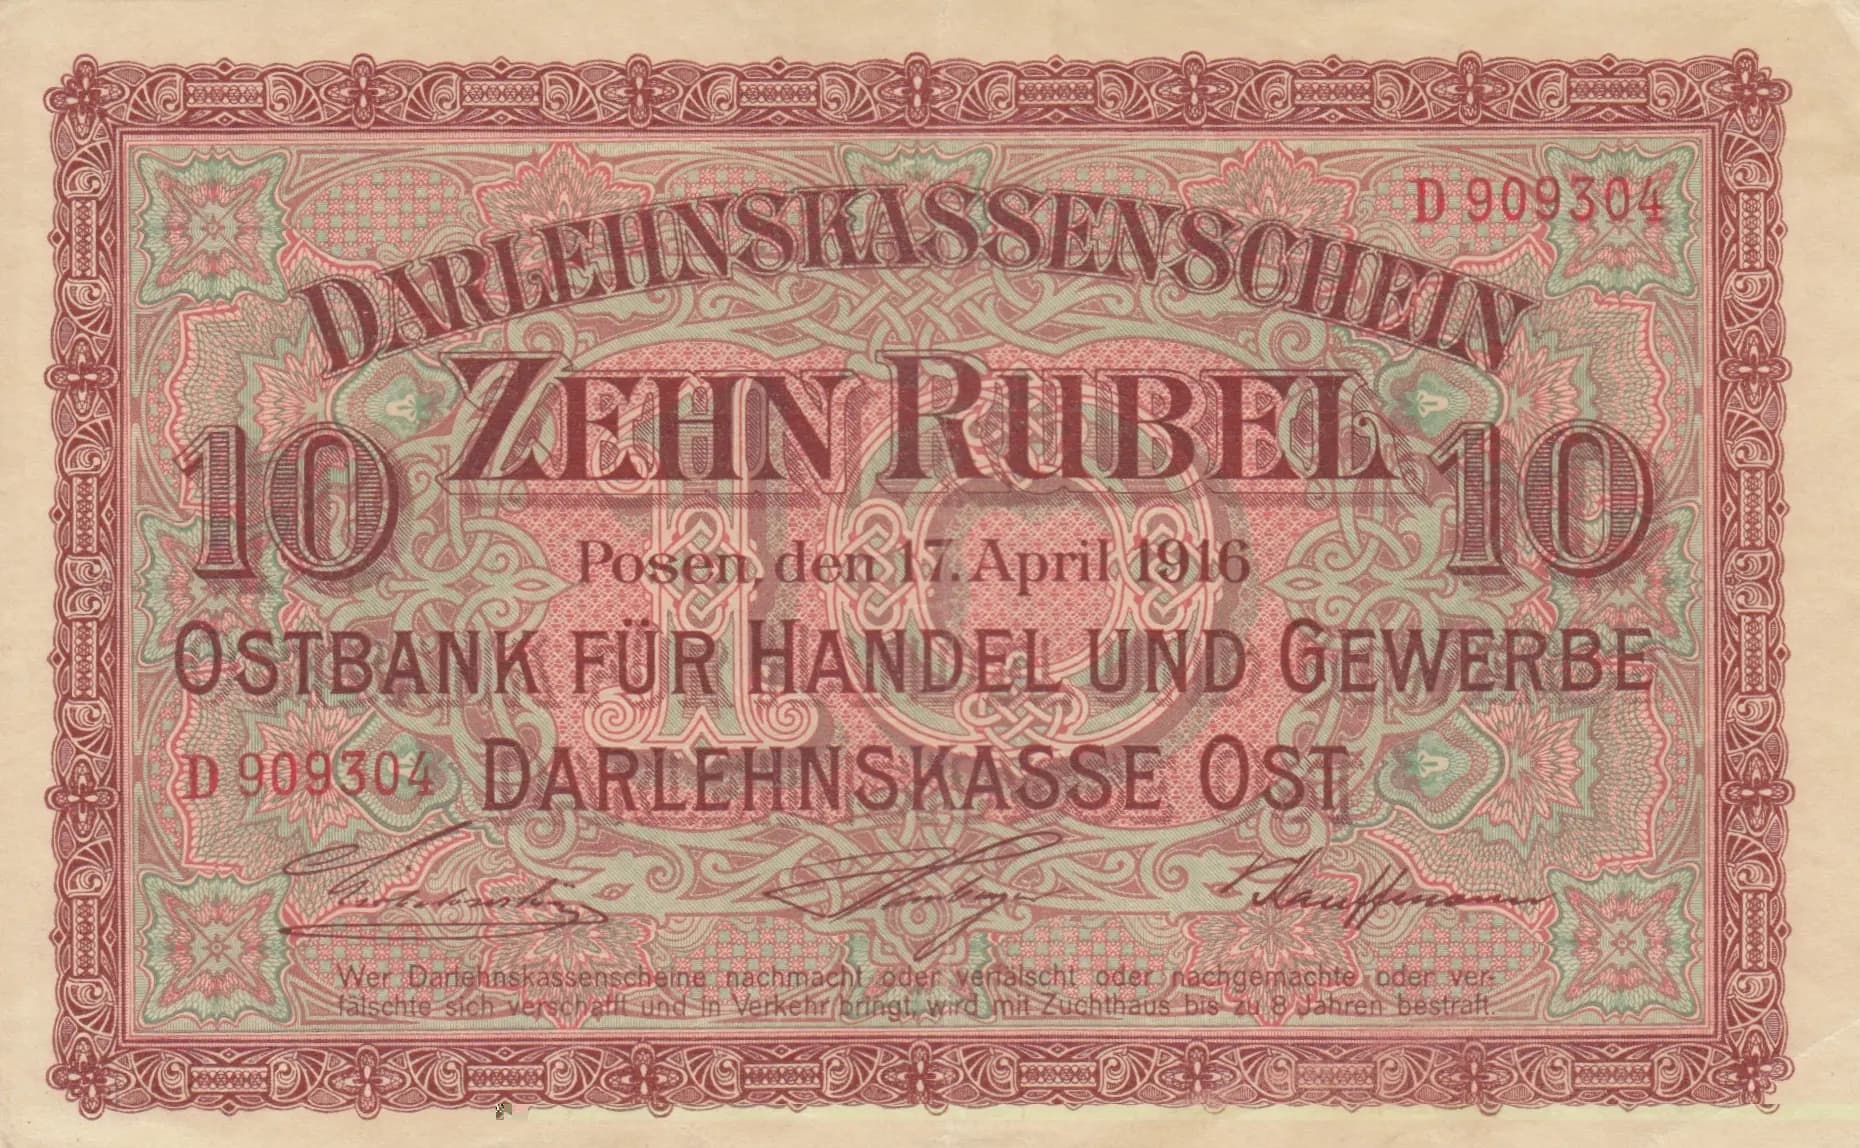 D 909304
DARLEHNSKASSENSCHEIN
ZEHN RUBEL
10
10
Posen, den 17. April 1916
OSTBANK FÜR HANDEL UND GEWERBE
D 909304
DARLEHNSKASSE OST
Kauffmann
Wer Darlehnskassenscheine nachmacht oder verfälscht oder nachgemachte oder ver-
fälschte sich verschafft und in Verkehr bringt, wird mit Zuchthaus bis zu 8 Jahren bestraft.
10